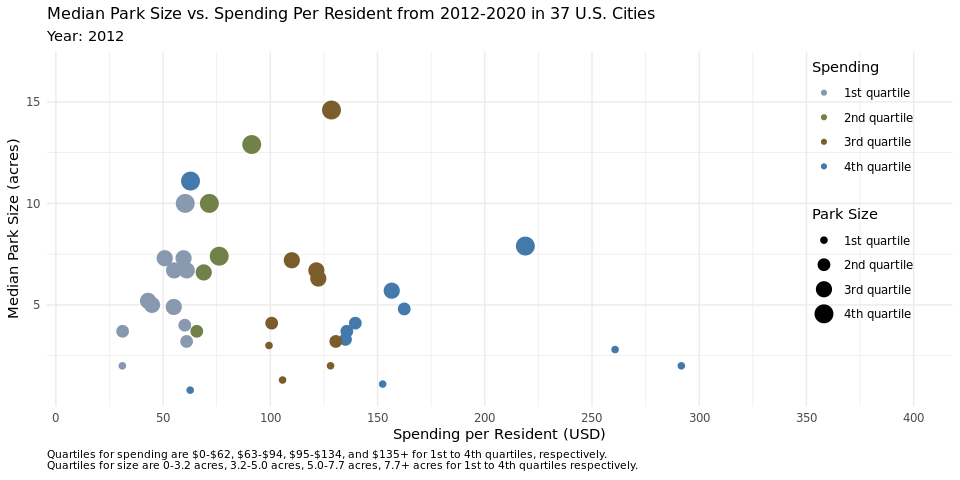 Median Park Size vs. Spending Per Resident from 2012-2020 in 37 U.S. Cities
Year: 2012
Median Park Size (acres)
15
10
5
0
50
100
150
200
250
300
350
400
Spending per Resident (USD)
Spending
1st quartile
2nd quartile
3rd quartile
4th quartile
Park Size
1st quartile
2nd quartile
3rd quartile
4th quartile
Quartiles for spending are $0-$62, $63-$94, $95-$134, and $135+ for 1st to 4th quartiles, respectively.
Quartiles for size are 0-3.2 acres, 3.2-5.0 acres, 5.0-7.7 acres, 7.7+ acres for 1st to 4th quartiles respectively.